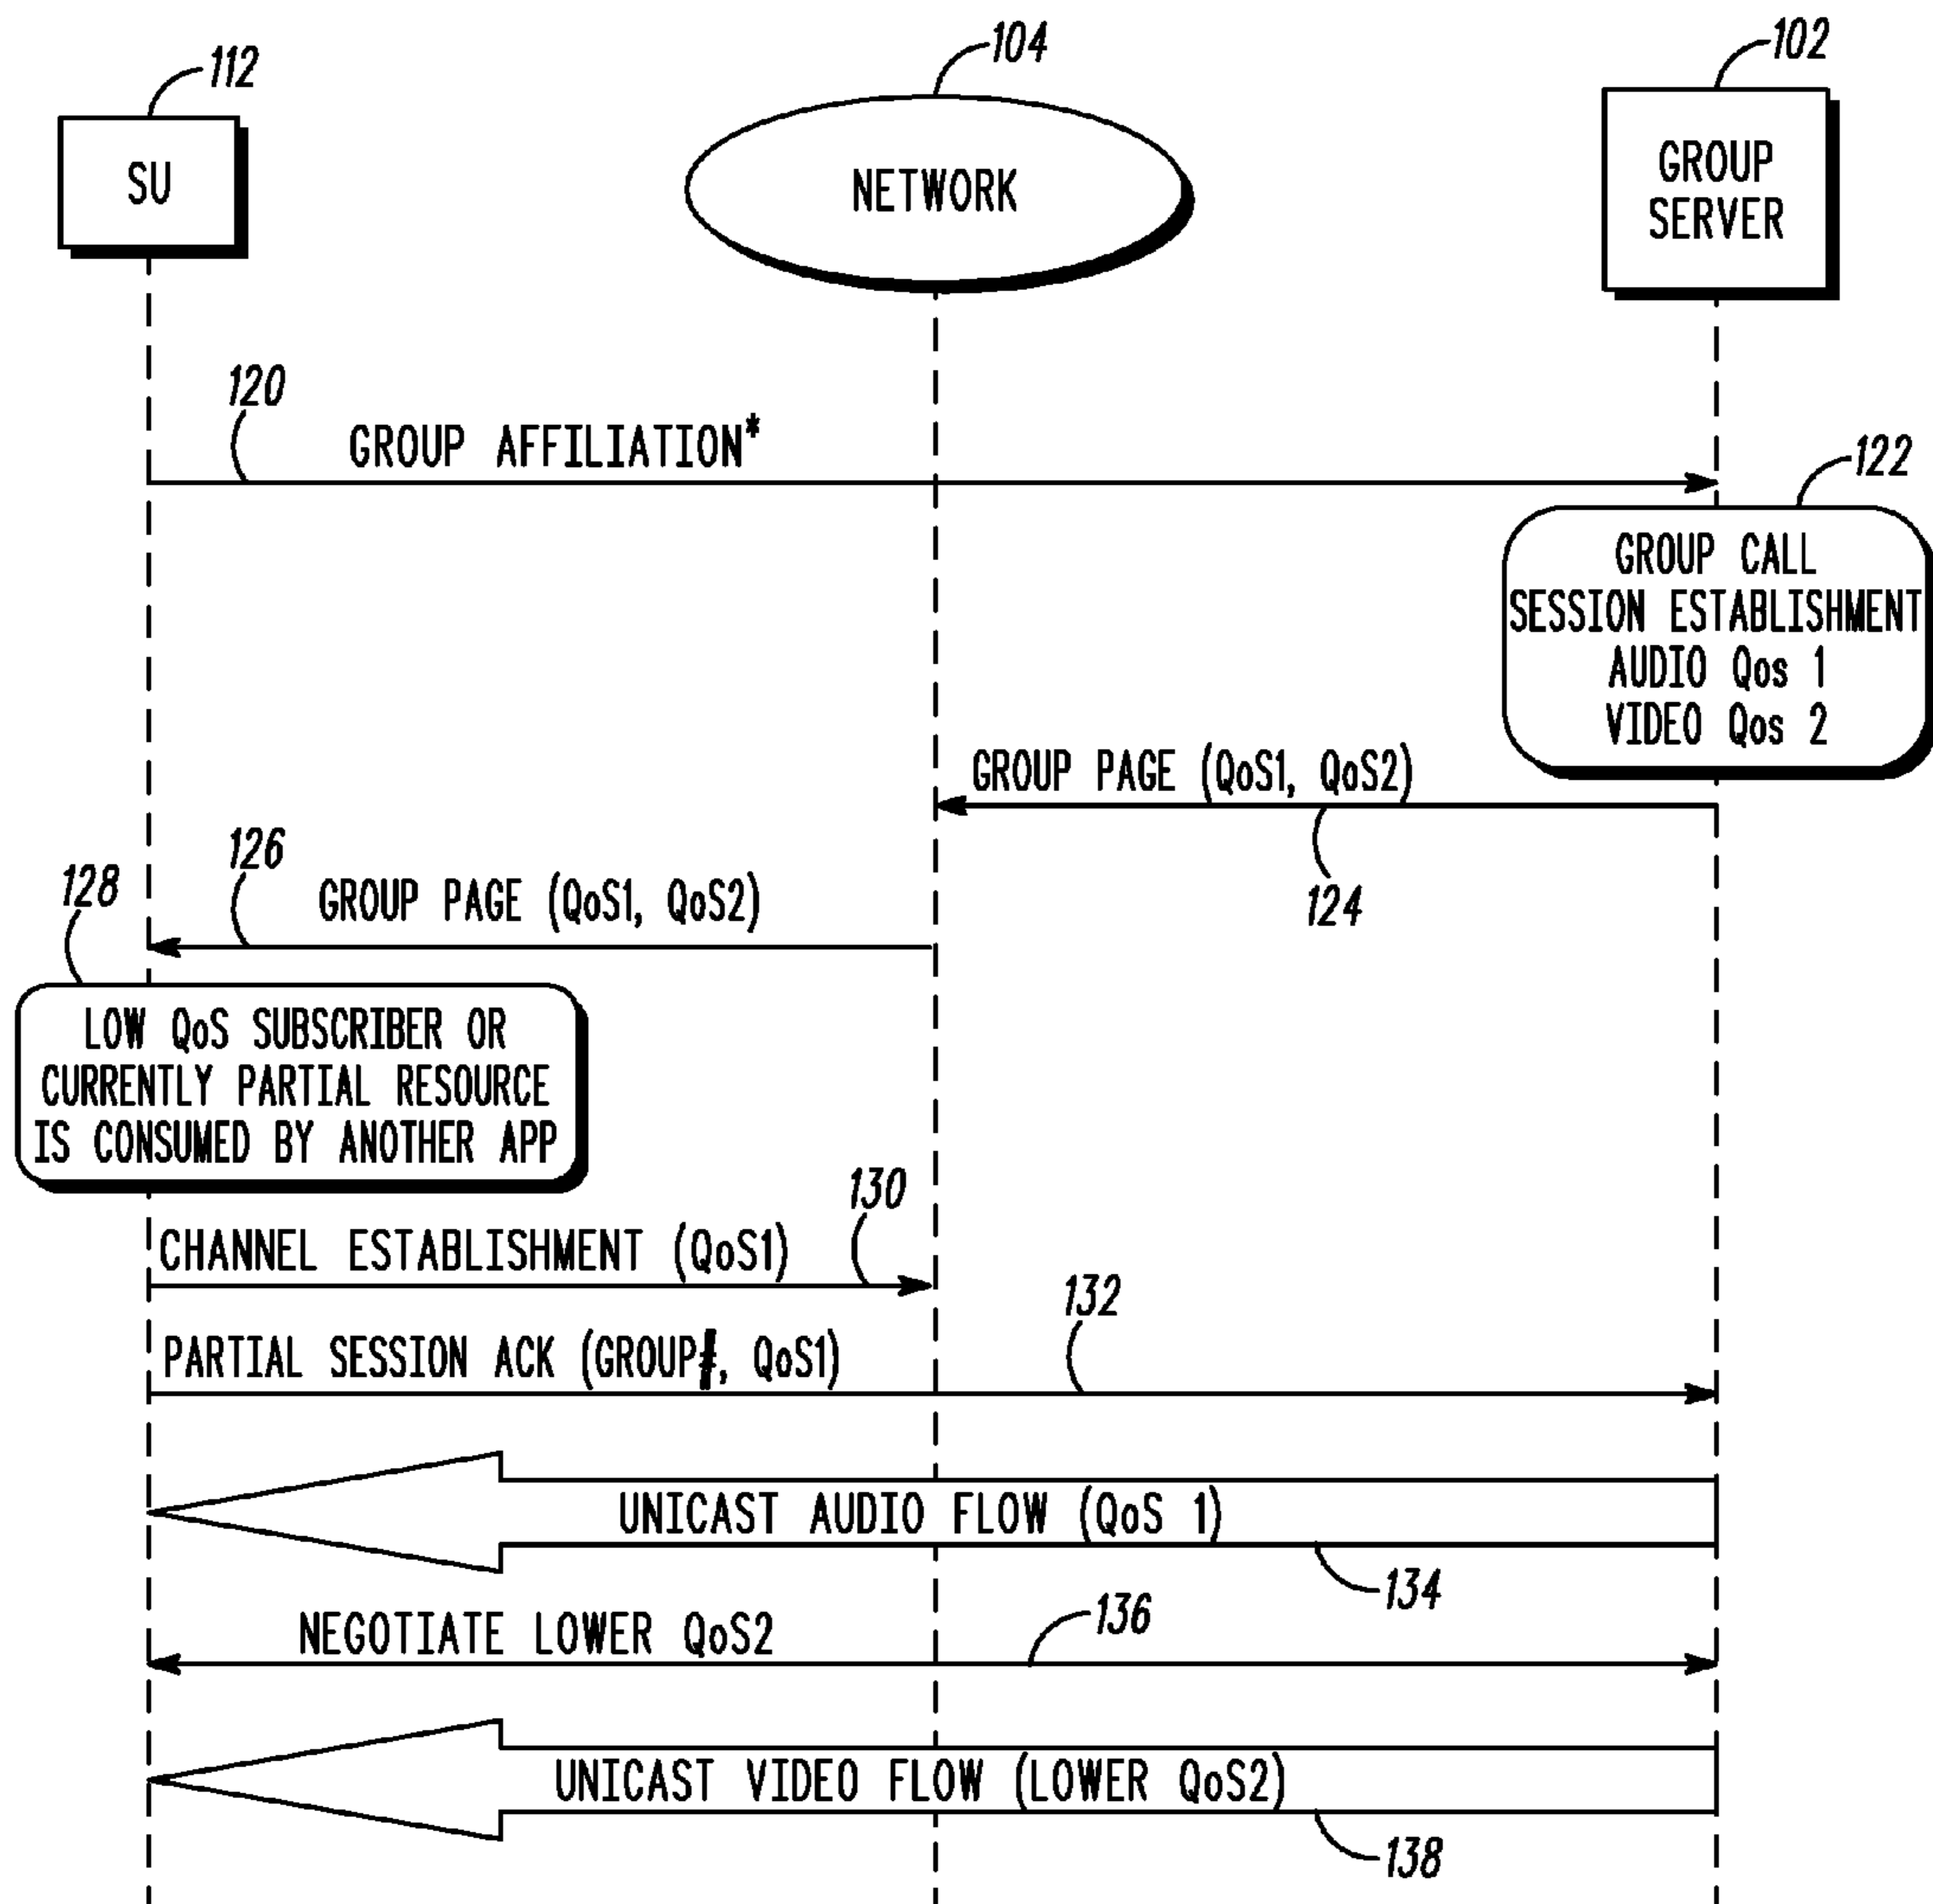 112
104
102
SU
NETWORK
GROUP
SERVER
120
GROUP AFFILIATION*
122
GROUP CALL
SESSION ESTABLISHMENT
AUDIO Qos 1
VIDEO Qos 2
GROUP PAGE (QoS1, QoS2)
124
126
GROUP PAGE (QoS1, QoS2)
128
LOW QoS SUBSCRIBER OR
CURRENTLY PARTIAL RESOURCE
IS CONSUMED BY ANOTHER APP
130
CHANNEL ESTABLISHMENT (QoS1)
132
PARTIAL SESSION ACK (GROUP#, QoS1)
UNICAST AUDIO FLOW (QoS 1)
134
NEGOTIATE LOWER QoS2
136
UNICAST VIDEO FLOW (LOWER QoS2)
138